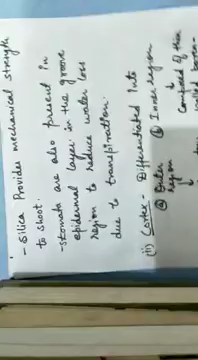 - Silica Provides mechanical strength
to shoot.
- Stomata are also present in
epidermal layer in the groove
region to reduce water loss
due to transpiration.
(ii) Cortex - Differentiated Into
ⓐ Outer ⓑ Inner region
region
composed of thin
walled